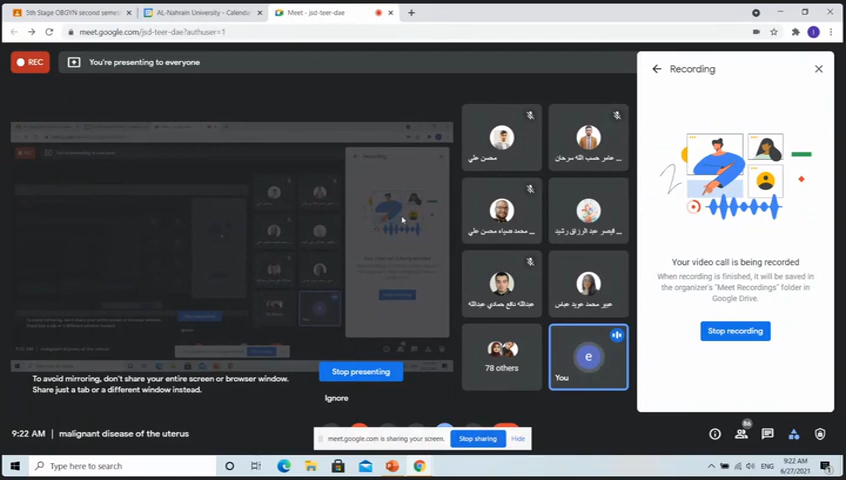 5th Stage OBGYN second semest
AL-Nahrain University - Calenda
Meet - jsd-teer-dae
meet.google.com/jsd-teer-dae?authuser=1
REC
You're presenting to everyone
Recording
محسن علي
عامر حسب الله سرحان ...
محمد ضياء محسن علي ...
قيصر عبد الرزاق رشيد ...
عبدالله نافع حمادي عبدالله
عبير محمد عويد عباس
78 others
e
You
Your video call is being recorded
When recording is finished, it will be saved
in the organizer's "Meet Recordings" folder in
Google Drive.
Stop recording
To avoid mirroring, don't share your entire screen or browser window.
Share just a tab or a different window instead.
Stop presenting
Ignore
9:22 AM | malignant disease of the uterus
meet.google.com is sharing your screen.
Stop sharing
Hide
86
Type here to search
ENG
9:22 AM
6/27/2021